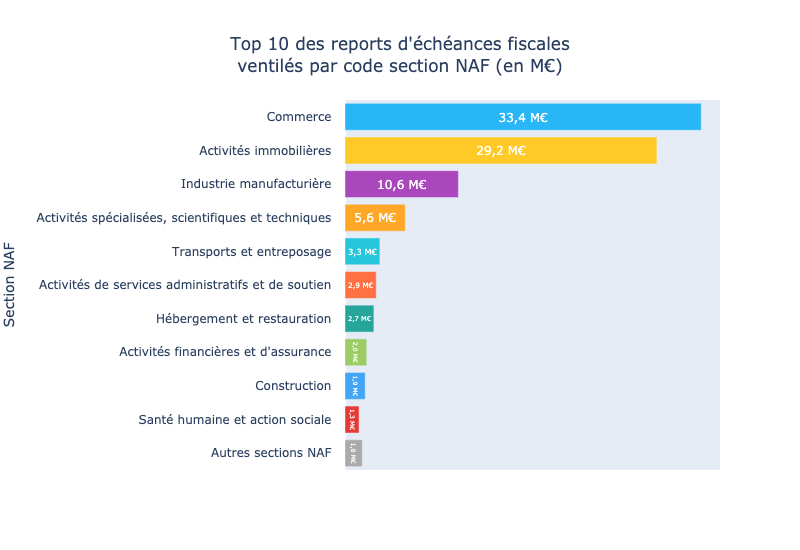 Top 10 des reports d'échéances fiscales
ventilés par code section NAF (en M€)
Section NAF
Commerce 33,4 M€
Activités immobilières 29,2 M€
Industrie manufacturière 10,6 M€
Activités spécialisées, scientifiques et techniques 5,6 M€
Transports et entreposage 3,3 M€
Activités de services administratifs et de soutien 2,9 M€
Hébergement et restauration 2,7 M€
Activités financières et d'assurance 2,0 M€
Construction 1,9 M€
Santé humaine et action sociale 1,3 M€
Autres sections NAF 1,6 M€